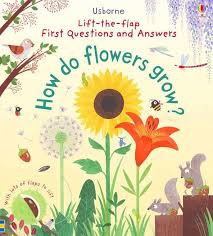 Usborne
Lift-the-flap
First Questions and Answers
How do flowers grow?
With lots of flaps to lift